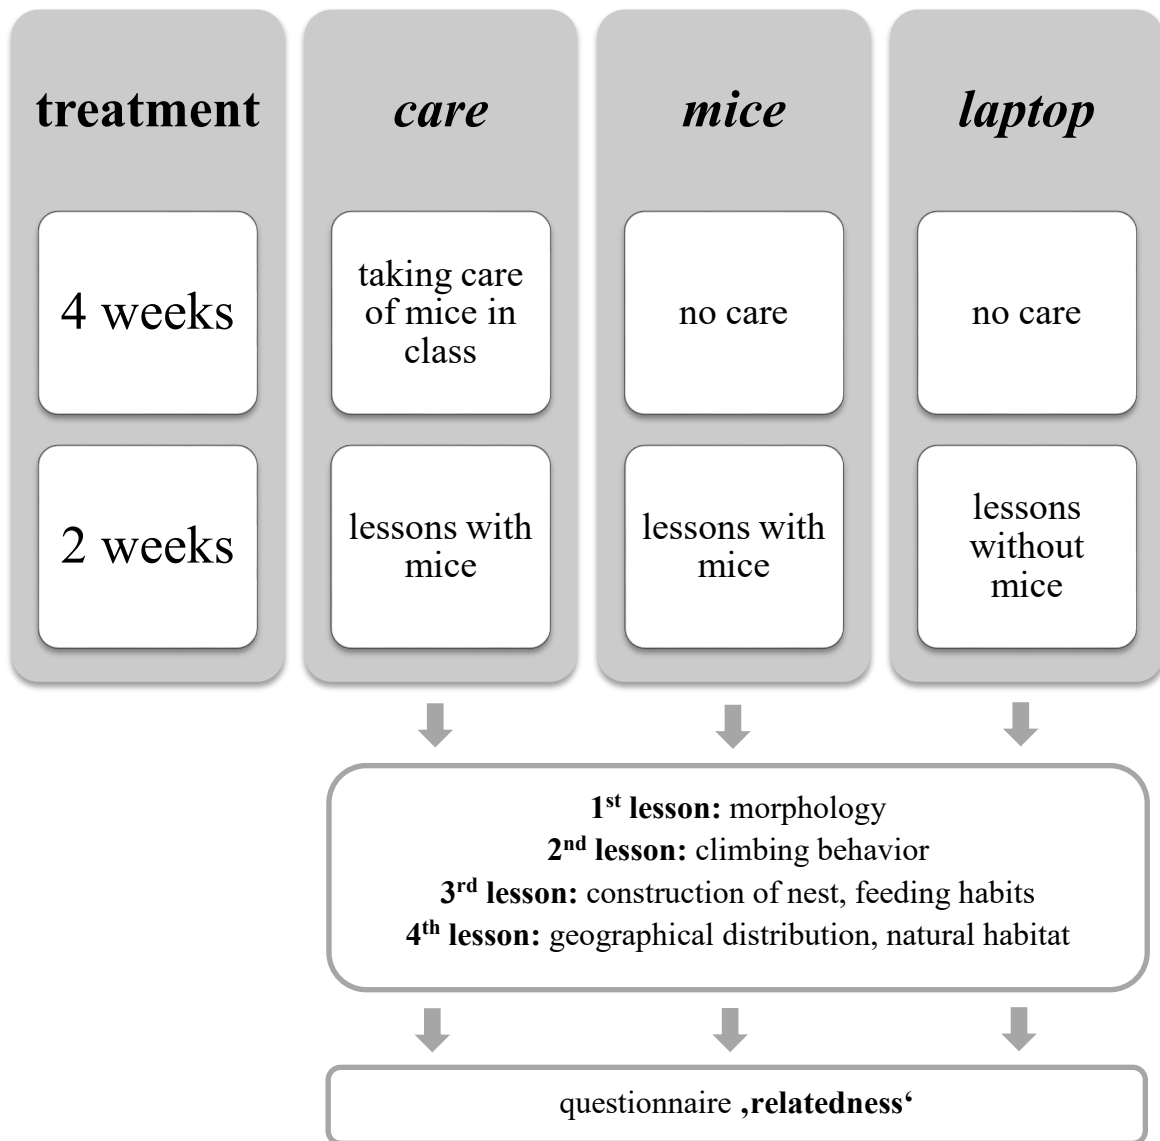 treatment
care
mice
laptop
4 weeks
taking care
of mice in
class
no care
no care
2 weeks
lessons with
mice
lessons with
mice
lessons
without
mice
1st lesson: morphology
2nd lesson: climbing behavior
3rd lesson: construction of nest, feeding habits
4th lesson: geographical distribution, natural habitat
questionnaire ‚relatedness‘